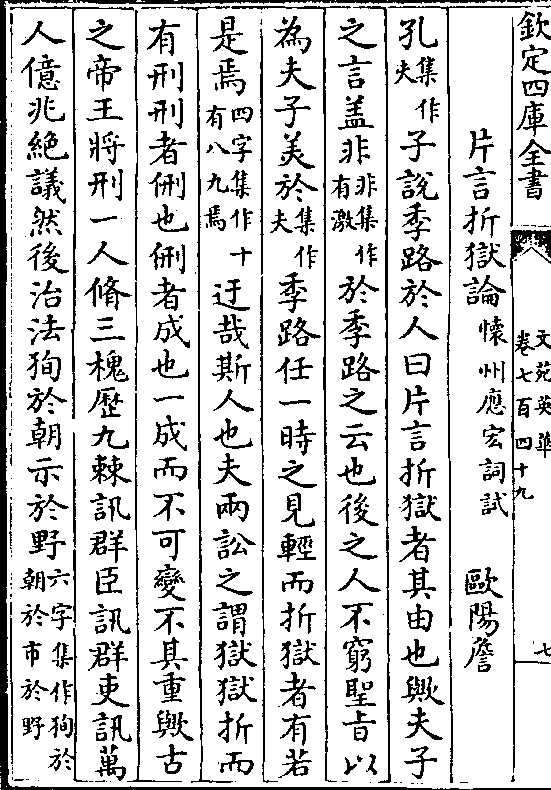 欽定四庫全書
文苑英華
卷七百四十九
七
片言折獄論懷州應宏詞試 歐陽詹
孔集作夫子說季路於人曰片言折獄者其由也歟夫子
之言盖非非集作有激於季路之云也後之人不窮聖旨以
為夫子美於集作夫季路任一時之見輕而折獄者有若
是焉四字集作十有八九焉迂哉斯人也夫兩訟之謂獄獄折而
有刑刑者侀也侀者成也一成而不可變不其重歟古
之帝王將刑一人脩三槐歷九棘訊群臣訊群吏訊萬
人億兆絕議然後治法狥於朝示於野六字集作狥於朝於市於野